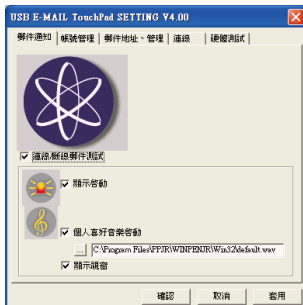 USB E-MAIL TouchPad SETTING V4.00
郵件通知 帳號管理 郵件地址、管理 連線 硬體測試
連線/斷線郵件測試
顯示啓動
個人喜好音樂啓動
... C:\Program Files\PPJR\WINPENJR\Win32\default.wav
顯示視窗
確認 取消 套用